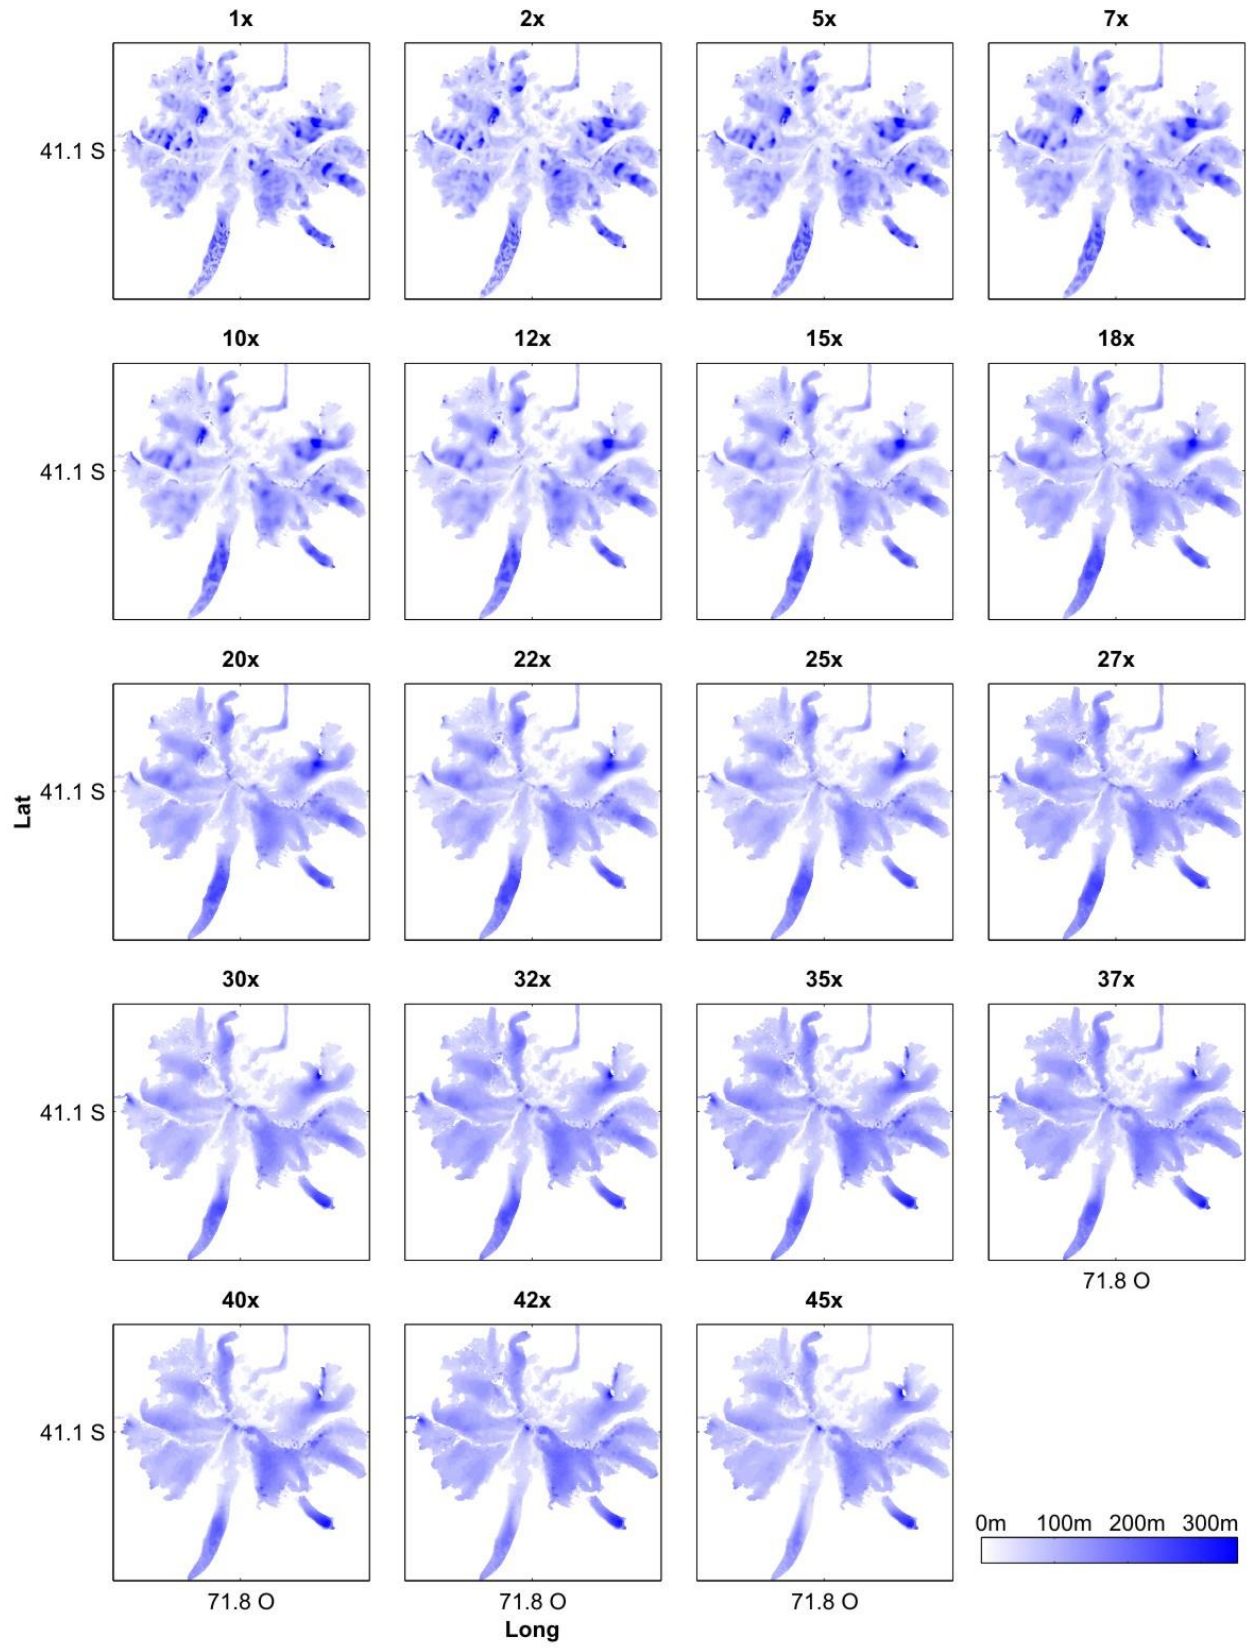 1x 2x 5x 7x
41.1 S
10x 12x 15x 18x
41.1 S
20x 22x 25x 27x
Lat
41.1 S
30x 32x 35x 37x
41.1 S
71.8 O
40x 42x 45x
41.1 S
0m 100m 200m 300m
71.8 O 71.8 O 71.8 O
Long